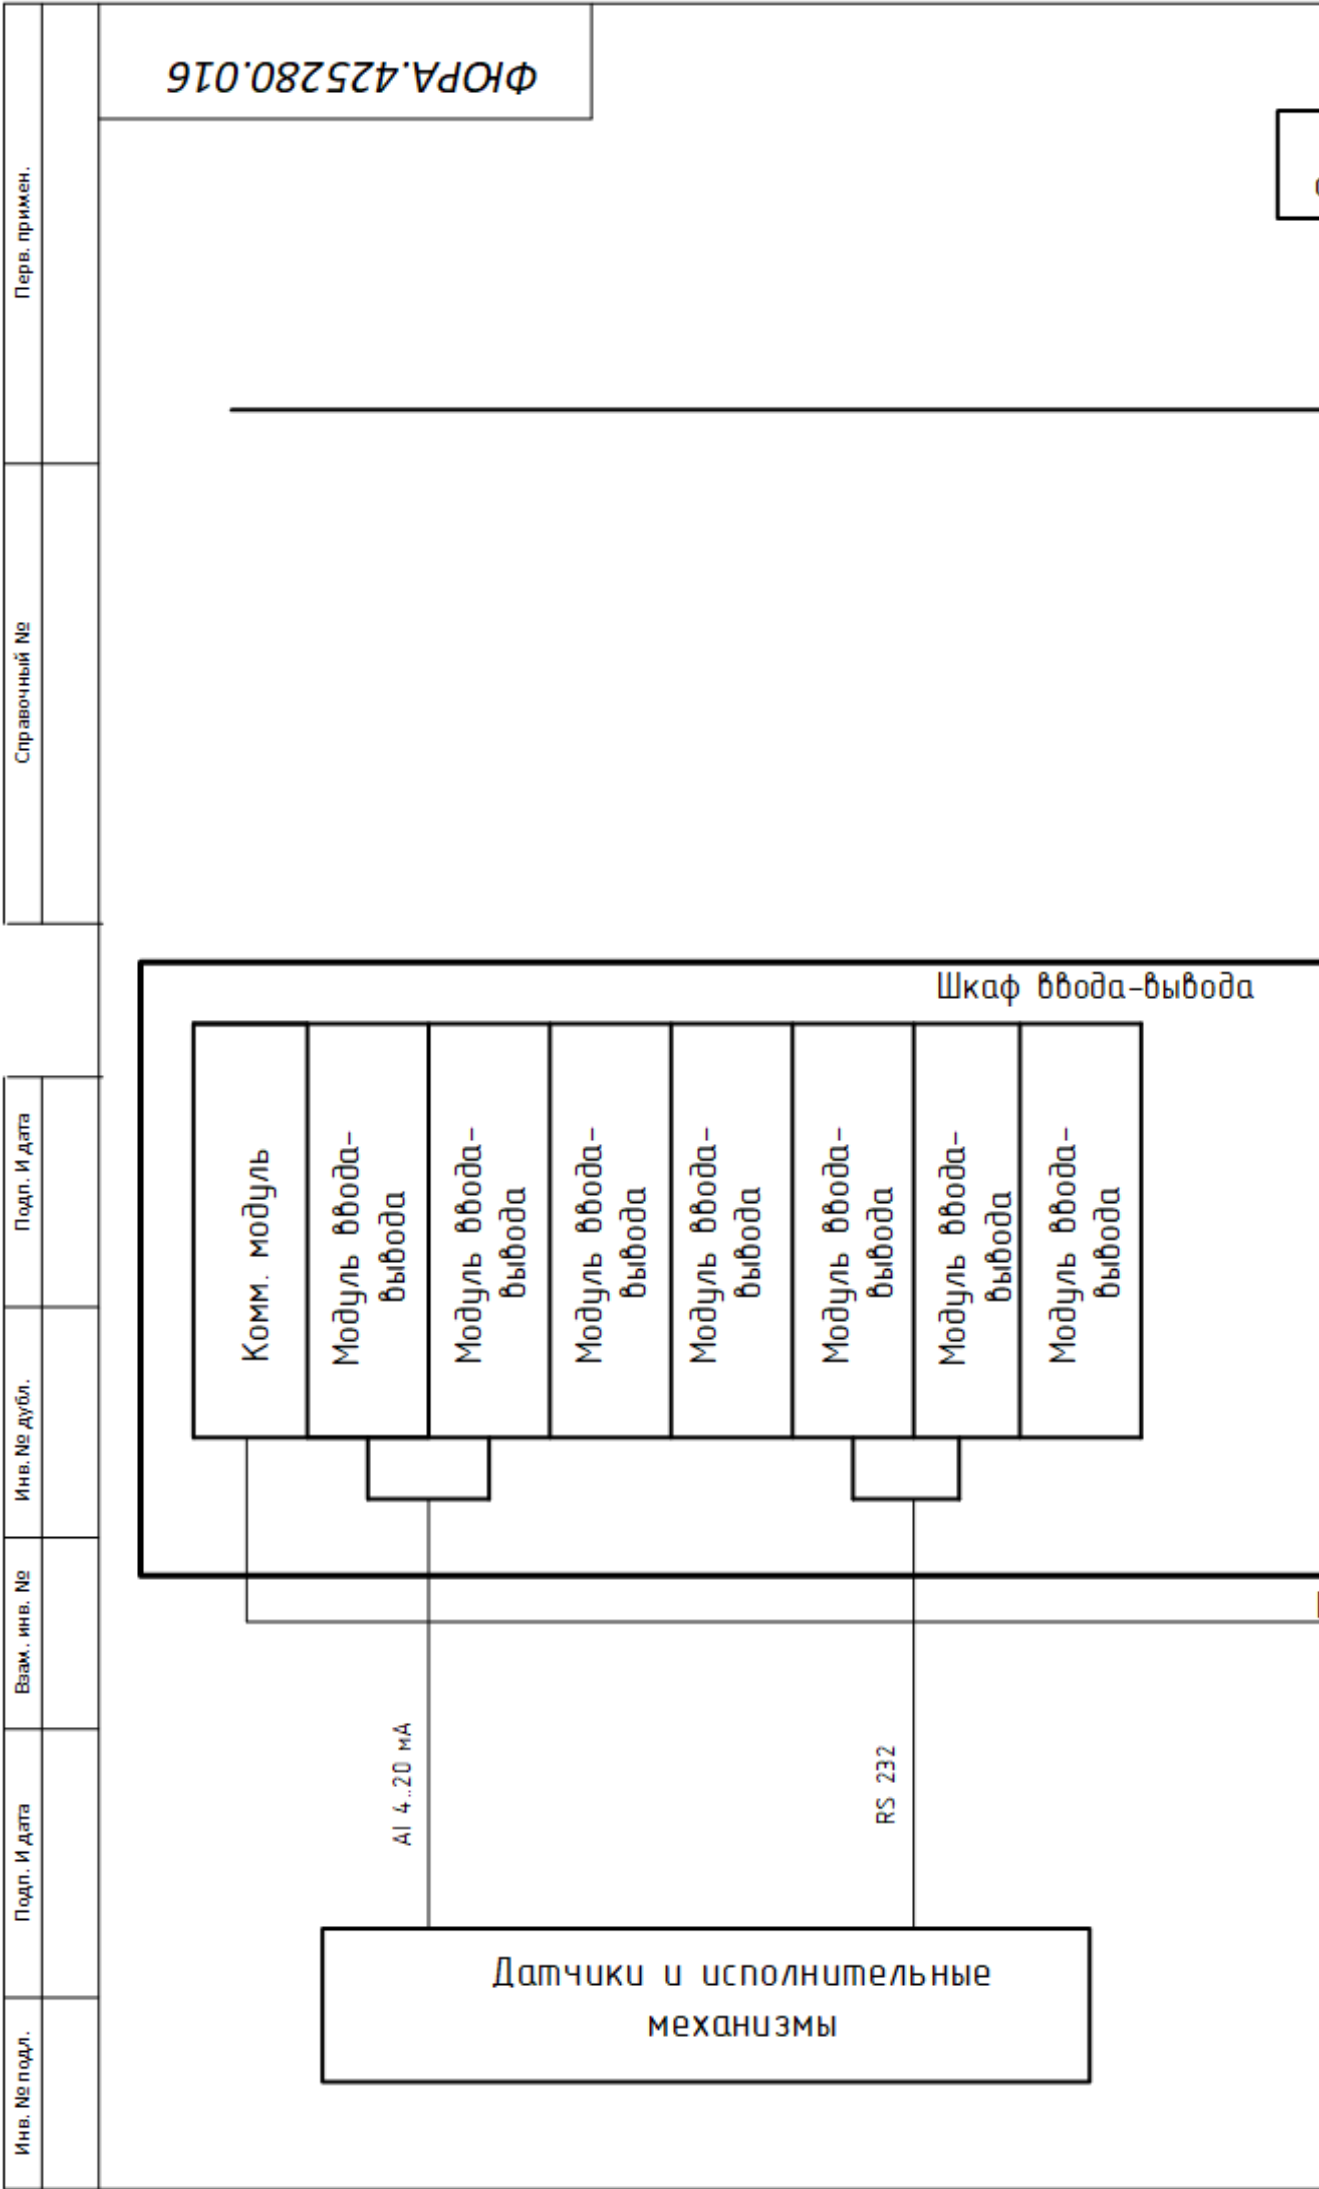 ФЮРА.425280.016
Перв. примен.
Справочный №
Подп. И дата
Инв. № дубл.
Взам. инв. №
Подп. И дата
Инв. № подл.
Шкаф ввода-вывода
Комм. модуль
Модуль ввода-
вывода
Модуль ввода-
вывода
Модуль ввода-
вывода
Модуль ввода-
вывода
Модуль ввода-
вывода
Модуль ввода-
вывода
Модуль ввода-
вывода
AI 4..20 мА
RS 232
Датчики и исполнительные
механизмы